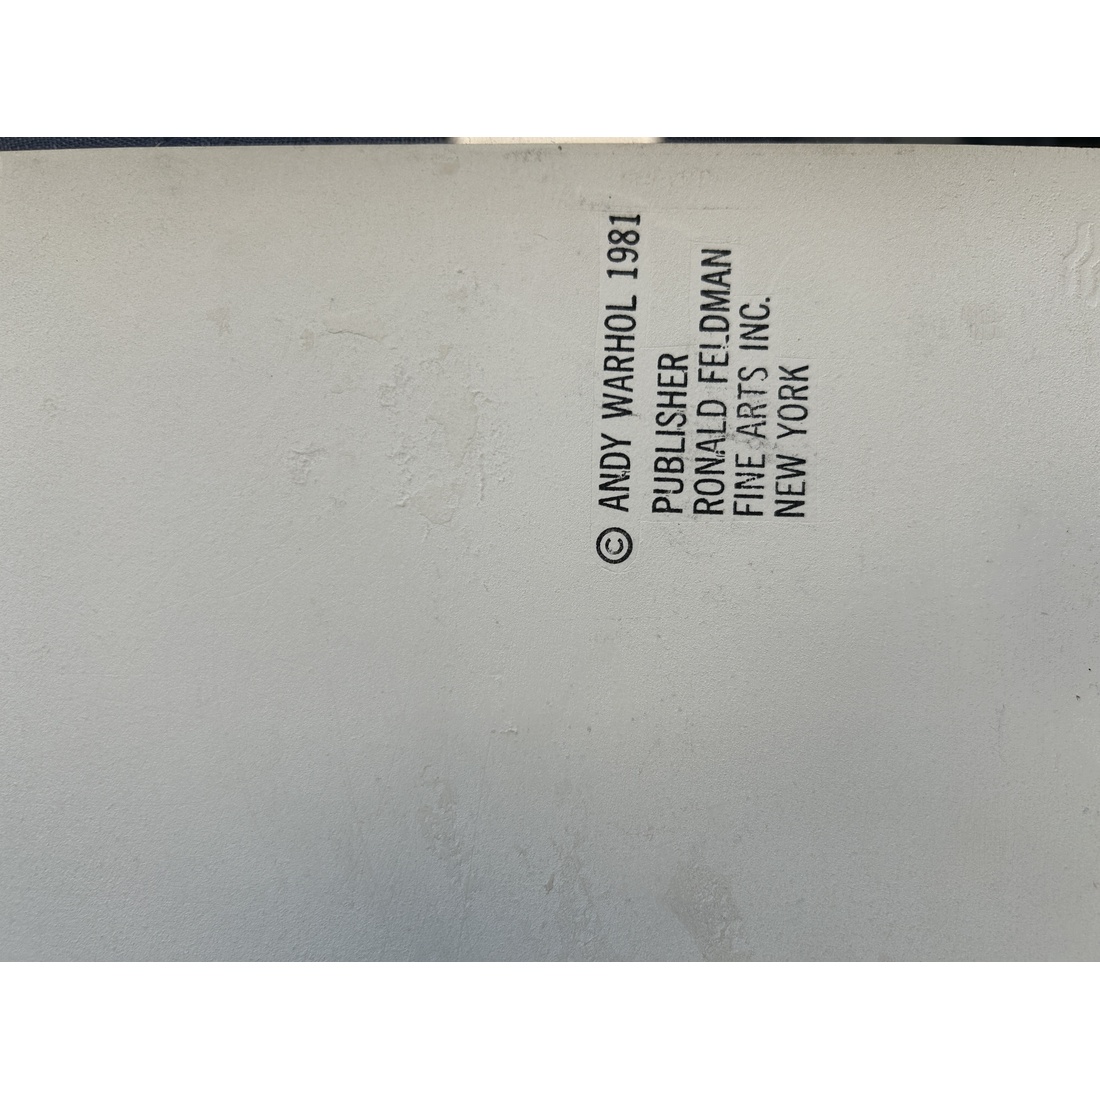 © ANDY WARHOL 1981
PUBLISHER
RONALD FELDMAN
FINE ARTS INC.
NEW YORK